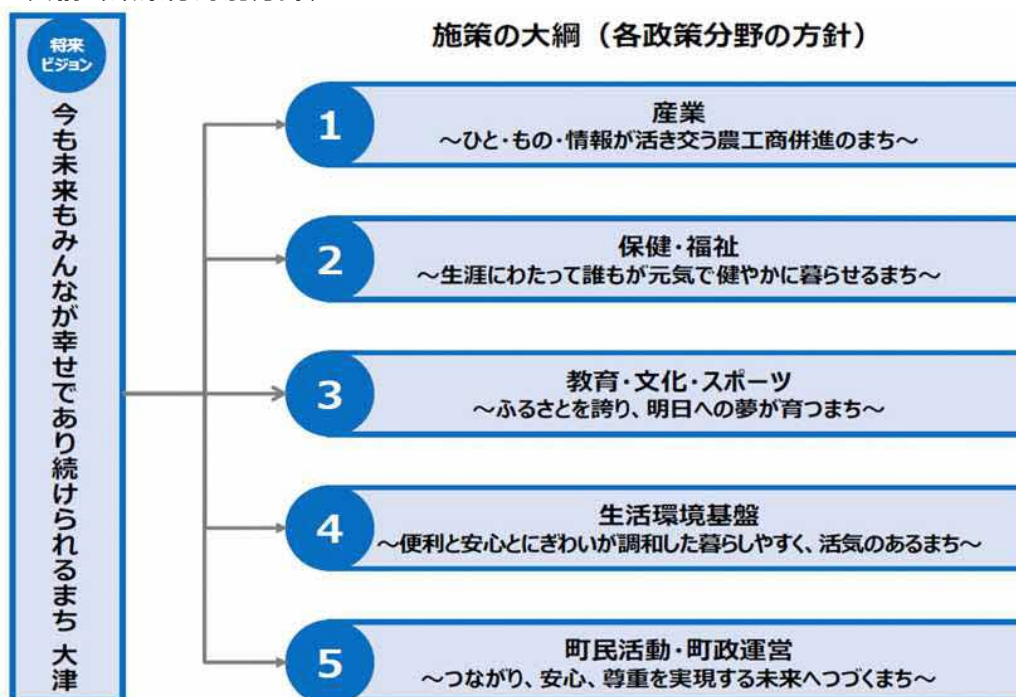 施策の大綱（各政策分野の方針）
将来
ビジョン
今も未来もみんなが幸せであり続けられるまち 大津
1
産業
～ひと・もの・情報が活き交う農工商併進のまち～
2
保健・福祉
～生涯にわたって誰もが元気で健やかに暮らせるまち～
3
教育・文化・スポーツ
～ふるさとを誇り、明日への夢が育つまち～
4
生活環境基盤
～便利と安心とにぎわいが調和した暮らしやすく、活気のあるまち～
5
町民活動・町政運営
～つながり、安心、尊重を実現する未来へつづくまち～